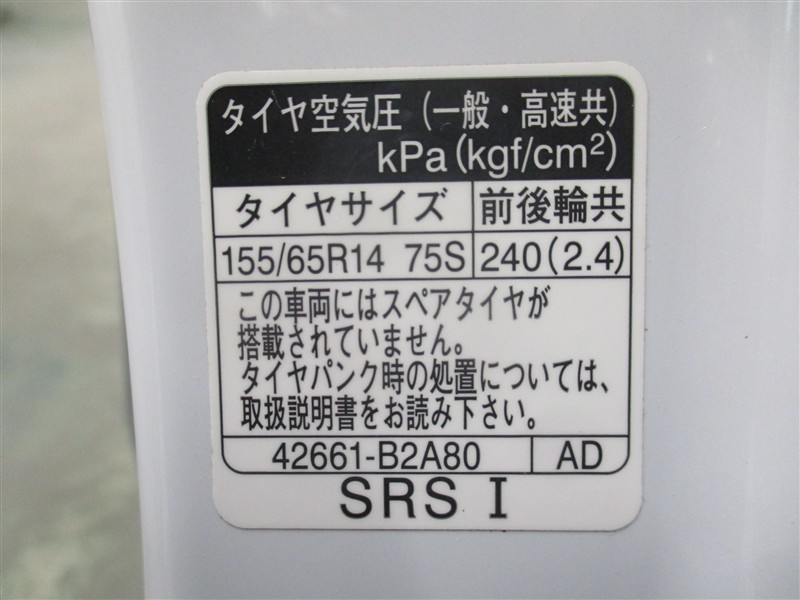 タイヤ空気圧（一般・高速共）
kPa(kgf/cm²)
タイヤサイズ 前後輪共
155/65R14 75S 240(2.4)
この車両にはスペアタイヤが
搭載されていません。
タイヤパンク時の処置については、
取扱説明書をお読み下さい。
42661-B2A80 AD
SRS I